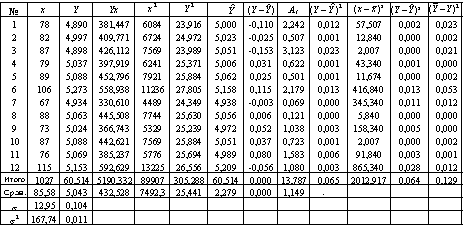 № x Y Yx x² Y² Ŷ (Y−Ŷ) Aᵢ (Y−Ŷ)² (x−x̄)² (Ŷ−Ȳ)² (Y−Ȳ)²
1 78 4,890 381,447 6084 23,916 5,000 -0,110 2,242 0,012 57,507 0,002 0,023
2 82 4,997 409,771 6724 24,972 5,023 -0,025 0,507 0,001 12,840 0,000 0,002
3 87 4,898 426,112 7569 23,989 5,051 -0,153 3,123 0,023 2,007 0,000 0,021
4 79 5,037 397,919 6241 25,371 5,006 0,031 0,622 0,001 43,340 0,001 0,000
5 89 5,088 452,796 7921 25,884 5,062 0,025 0,501 0,001 11,674 0,000 0,002
6 106 5,273 558,938 11236 27,805 5,158 0,115 2,179 0,013 416,840 0,013 0,053
7 67 4,934 330,610 4489 24,349 4,938 -0,003 0,069 0,000 345,340 0,011 0,012
8 88 5,063 445,508 7744 25,630 5,056 0,006 0,121 0,000 5,840 0,000 0,000
9 73 5,024 366,743 5329 25,239 4,972 0,052 1,038 0,003 158,340 0,005 0,000
10 87 5,088 442,621 7569 25,884 5,051 0,037 0,723 0,001 2,007 0,000 0,002
11 76 5,069 385,237 5776 25,694 4,989 0,080 1,583 0,006 91,840 0,003 0,001
12 115 5,153 592,629 13225 26,556 5,209 -0,056 1,080 0,003 865,340 0,028 0,012
Итого 1027 60,514 5190,332 89907 305,288 60,514 0,000 13,787 0,065 2012,917 0,064 0,129
Ср.зн. 85,58 5,043 432,528 7492,3 25,441 2,279 0,000 1,149
σ 12,95 0,104
σ² 167,74 0,011